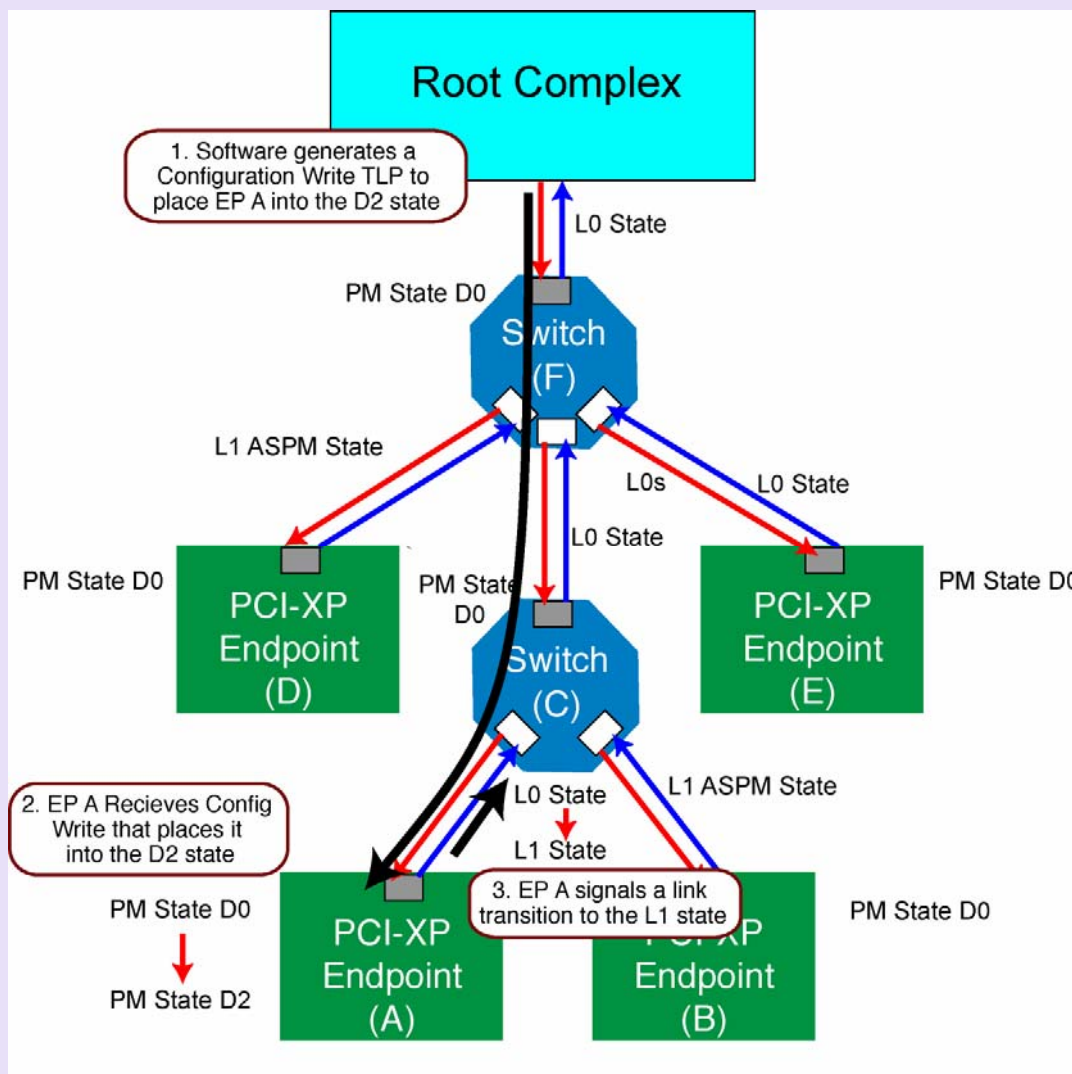 Root Complex
1. Software generates a
Configuration Write TLP to
place EP A into the D2 state
L0 State
PM State D0
Switch
(F)
L1 ASPM State
L0s
L0 State
L0 State
PM State D0
PCI-XP
Endpoint
(D)
PM State
D0
Switch
(C)
PCI-XP
Endpoint
(E)
PM State D0
2. EP A Recieves Config
Write that places it
into the D2 state
L0 State
L1 State
L1 ASPM State
3. EP A signals a link
transition to the L1 state
PM State D0
PM State D2
PCI-XP
Endpoint
(A)
PCI-XP
Endpoint
(B)
PM State D0